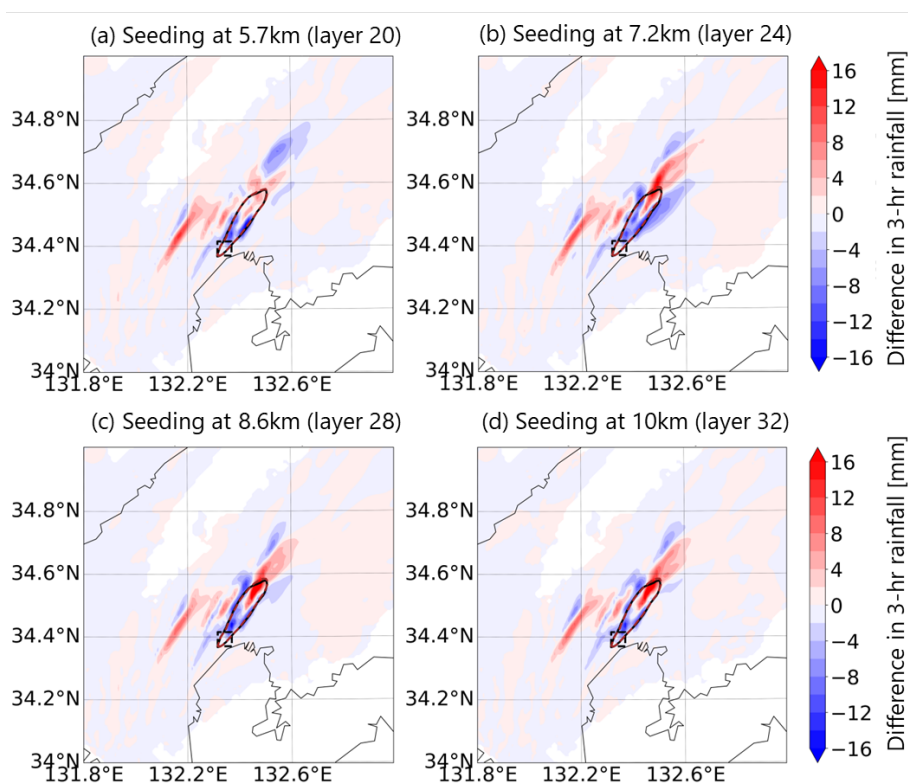 (a) Seeding at 5.7km (layer 20)
(b) Seeding at 7.2km (layer 24)
34.8°N
34.6°N
34.4°N
34.2°N
34°N
131.8°E
132.2°E
132.6°E
34.8°N
34.6°N
34.4°N
34.2°N
34°N
131.8°E
132.2°E
132.6°E
16
12
8
4
0
−4
−8
−12
−16
Difference in 3-hr rainfall [mm]
(c) Seeding at 8.6km (layer 28)
(d) Seeding at 10km (layer 32)
34.8°N
34.6°N
34.4°N
34.2°N
34°N
131.8°E
132.2°E
132.6°E
34.8°N
34.6°N
34.4°N
34.2°N
34°N
131.8°E
132.2°E
132.6°E
16
12
8
4
0
−4
−8
−12
−16
Difference in 3-hr rainfall [mm]